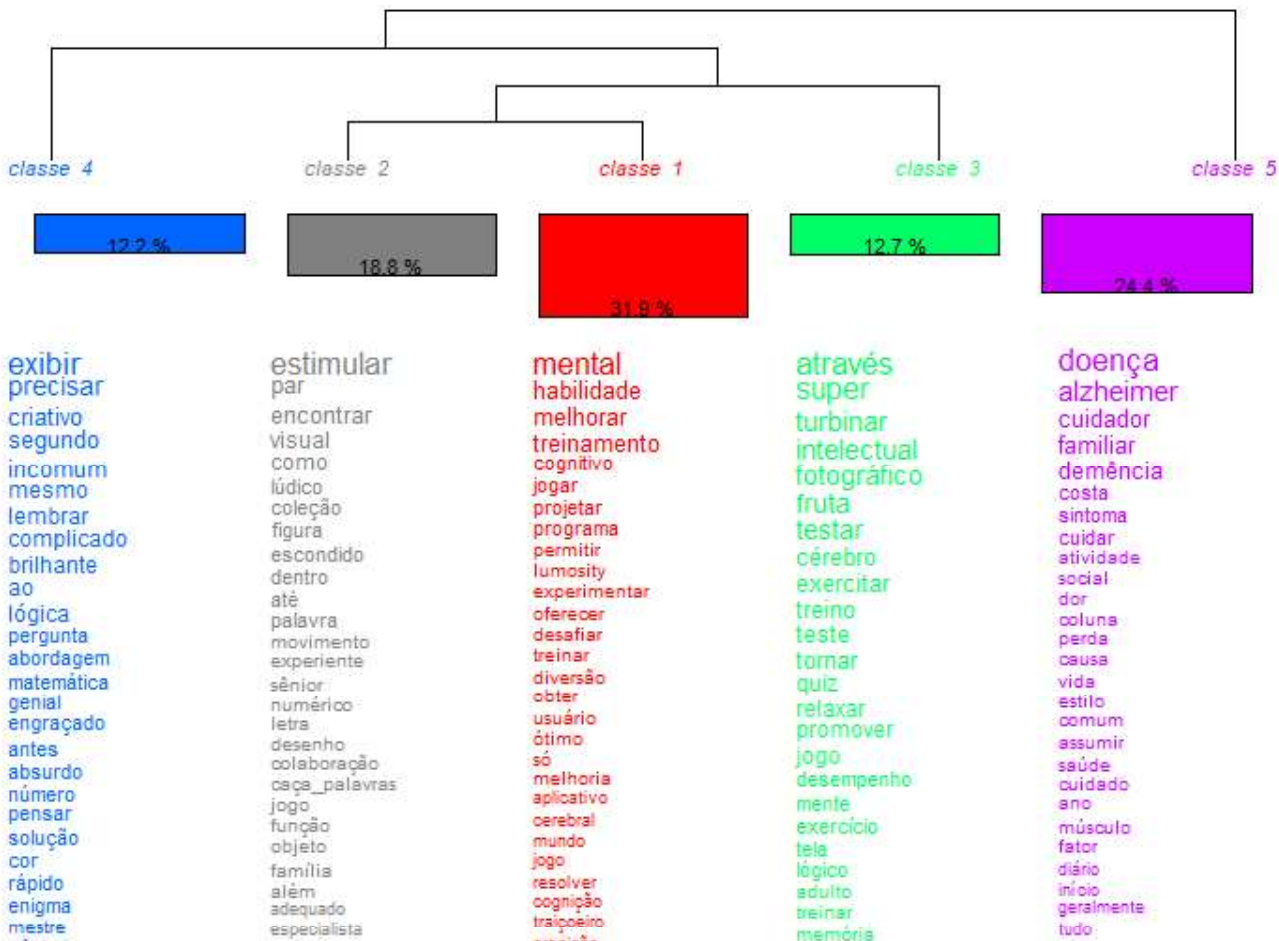 classe 4
classe 2
classe 1
classe 3
classe 5
12.2 %
18.8 %
31.9 %
12.7 %
24.4 %
exibir
precisar
criativo
segundo
incomum
mesmo
lembrar
complicado
brilhante
ao
lógica
pergunta
abordagem
matemática
genial
engraçado
antes
absurdo
número
pensar
solução
cor
rápido
enigma
mestre
estimular
par
encontrar
visual
como
lúdico
coleção
figura
escondido
dentro
até
palavra
movimento
experiente
sênior
numérico
letra
desenho
colaboração
caça_palavras
jogo
função
objeto
família
além
adequado
especialista
mental
habilidade
melhorar
treinamento
cognitivo
jogar
projetar
programa
permitir
lumosity
experimentar
oferecer
desafiar
treinar
diversão
obter
usuário
ótimo
só
melhoria
aplicativo
cerebral
mundo
jogo
resolver
cognição
traiçoeiro
através
super
turbinar
intelectual
fotográfico
fruta
testar
cérebro
exercitar
treino
teste
tornar
quiz
relaxar
promover
jogo
desempenho
mente
exercício
tela
lógico
adulto
treinar
memória
doença
alzheimer
cuidador
familiar
demência
costa
sintoma
cuidar
atividade
social
dor
coluna
perda
causa
vida
estilo
comum
assumir
saúde
cuidado
ano
músculo
fator
diário
início
geralmente
tudo